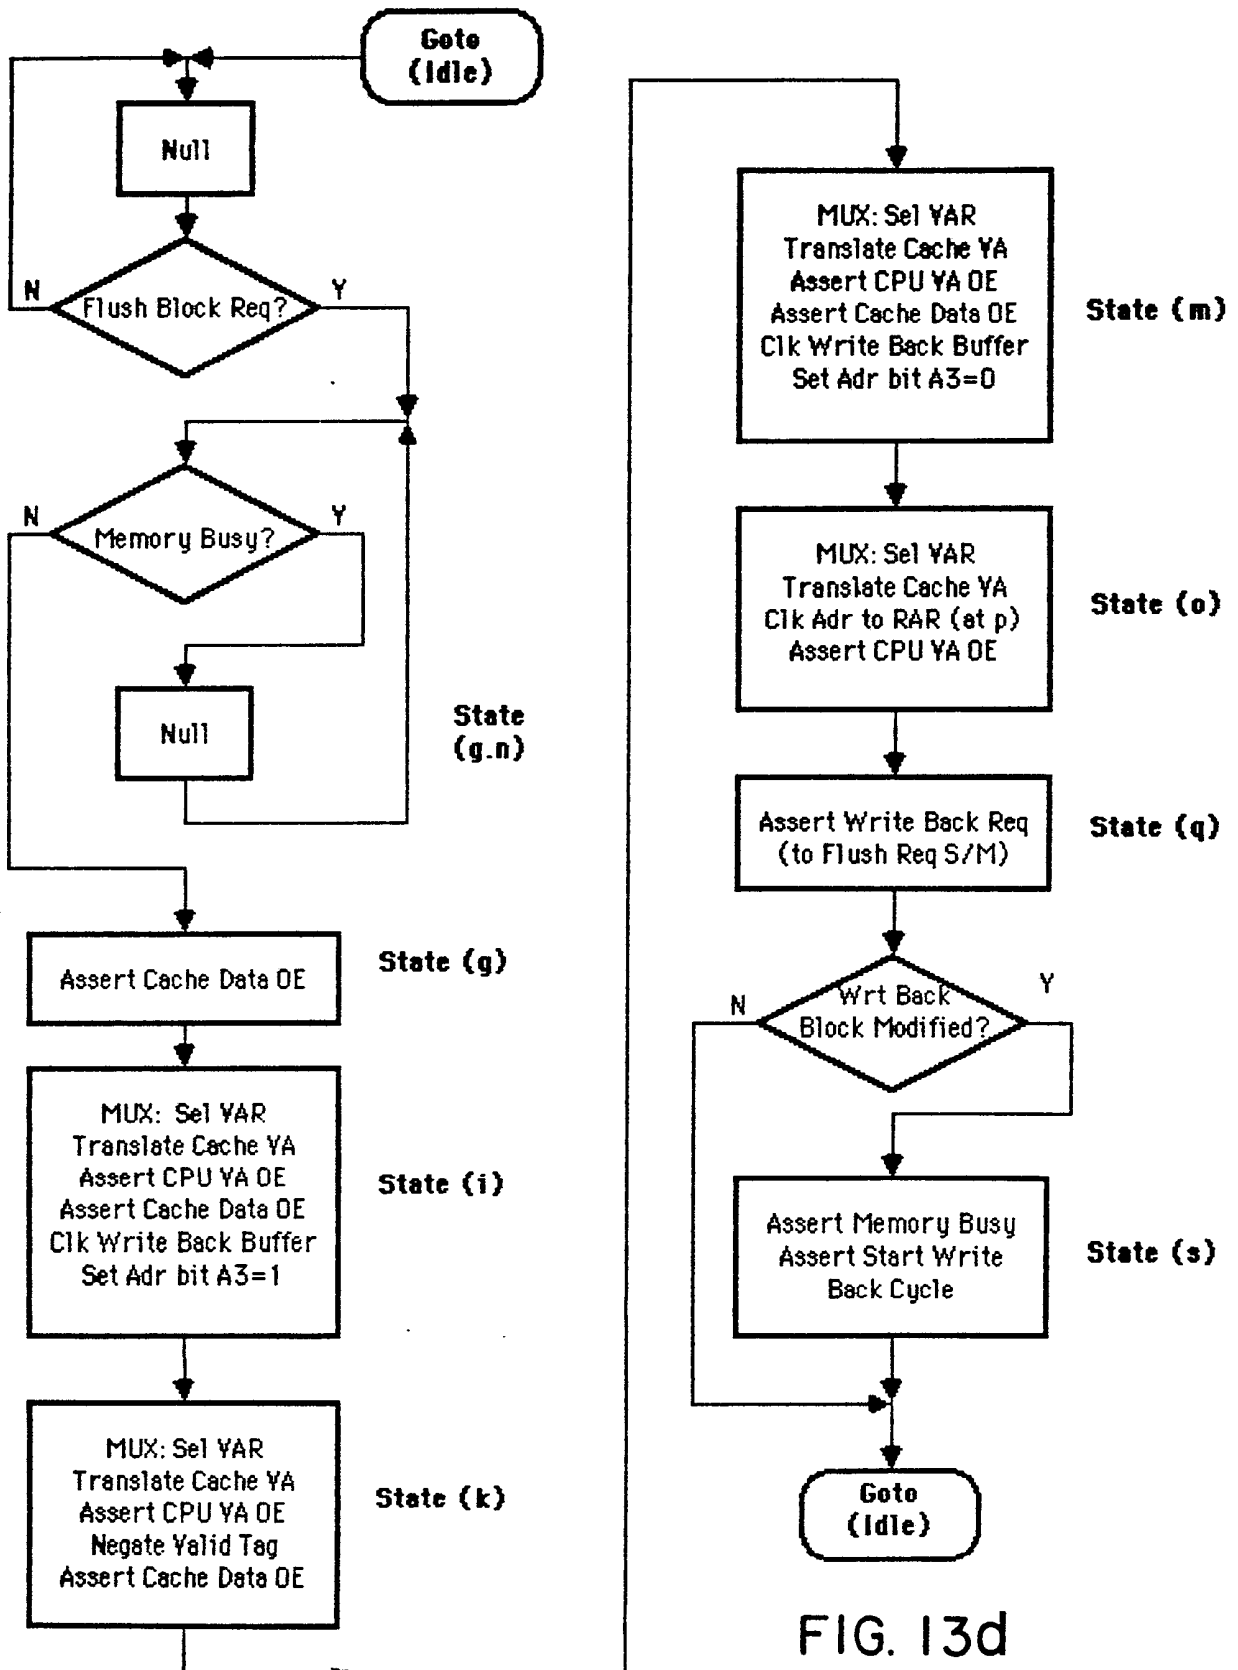 Goto
(Idle)
Null
N
Flush Block Req?
Y
N
Memory Busy?
Y
Null
State
(g.n)
Assert Cache Data OE
State (g)
MUX: Sel VAR
Translate Cache VA
Assert CPU VA OE
Assert Cache Data OE
Clk Write Back Buffer
Set Adr bit A3=1
State (i)
MUX: Sel VAR
Translate Cache VA
Assert CPU VA OE
Negate Valid Tag
Assert Cache Data OE
State (k)
MUX: Sel VAR
Translate Cache VA
Assert CPU VA OE
Assert Cache Data OE
Clk Write Back Buffer
Set Adr bit A3=0
State (m)
MUX: Sel VAR
Translate Cache VA
Clk Adr to RAR (at p)
Assert CPU VA OE
State (o)
Assert Write Back Req
(to Flush Req S/M)
State (q)
N
Wrt Back
Block Modified?
Y
Assert Memory Busy
Assert Start Write
Back Cycle
State (s)
Goto
(Idle)
FIG. 13d